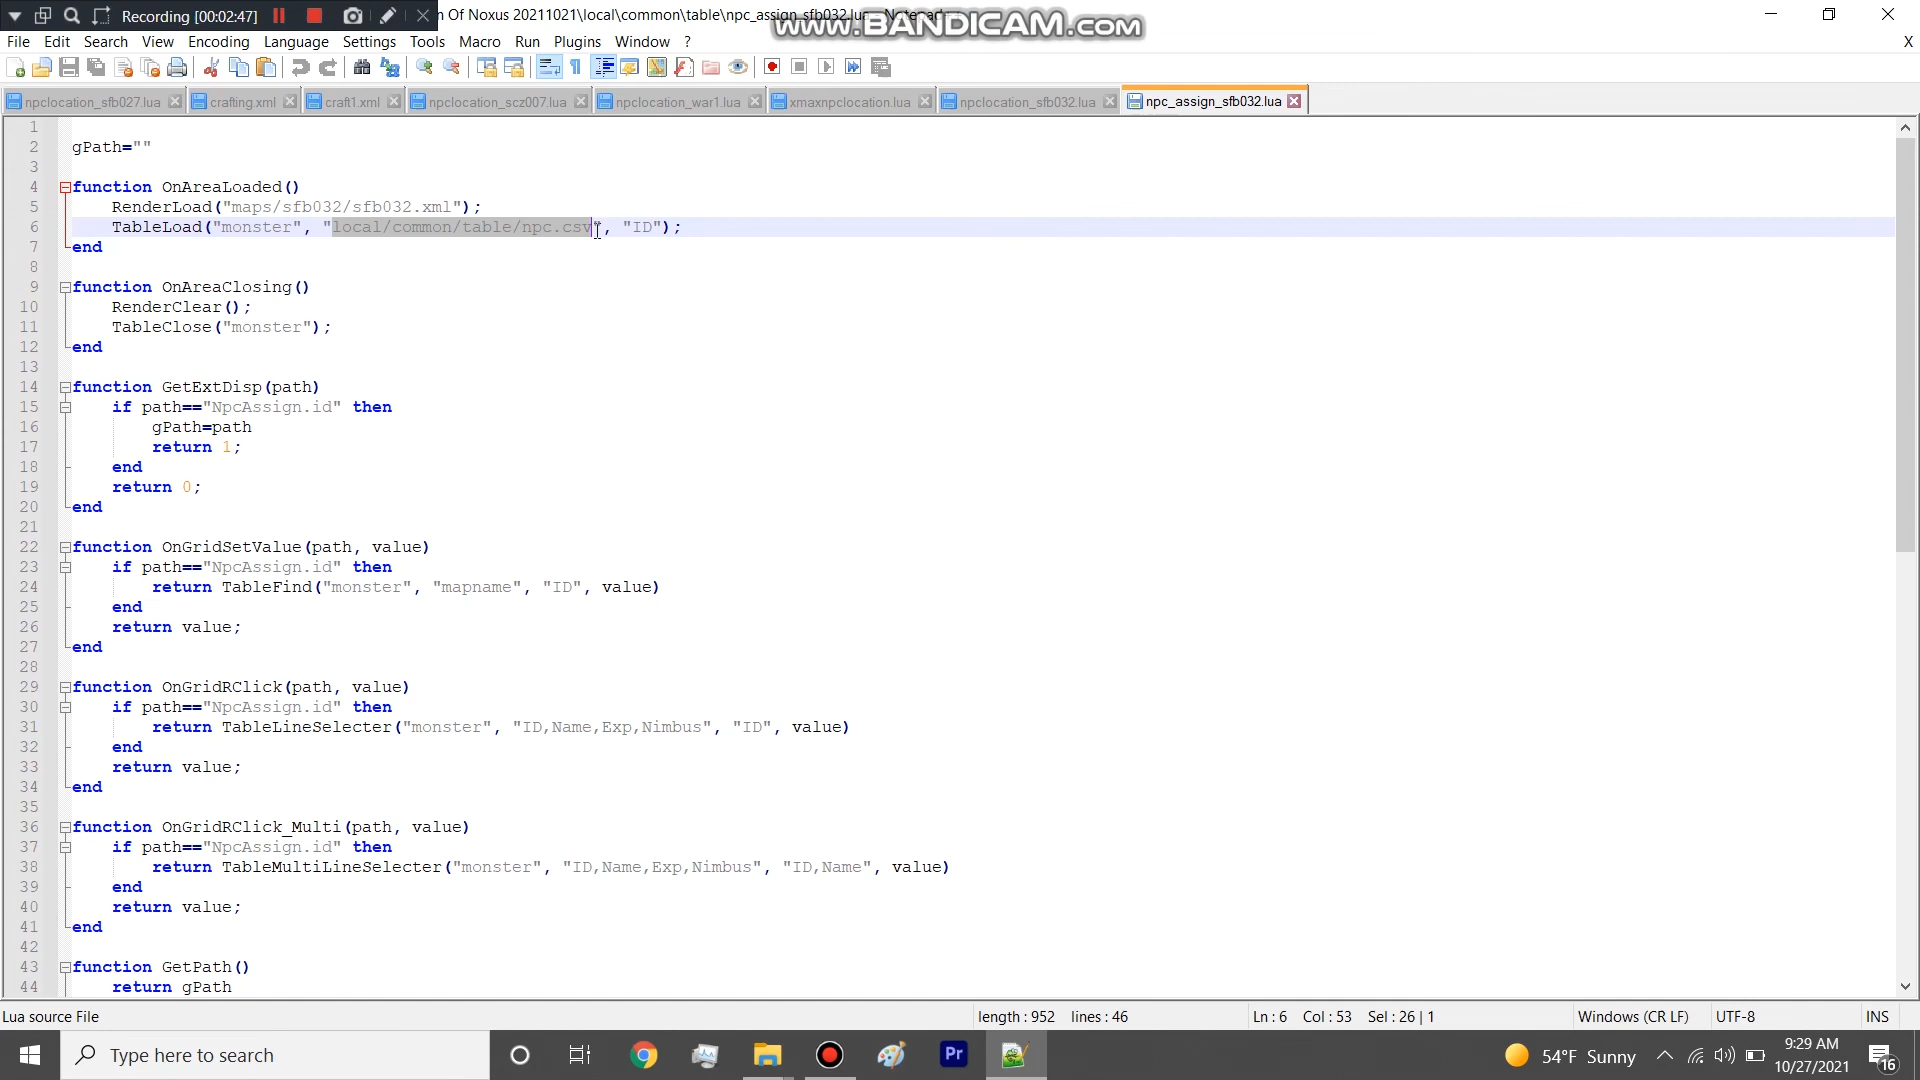 Recording [00:02:47]
m Of Noxus 20211021\local\common\table\npc_assign_sfb032.lua - Notepad++
www.BANDICAM.com
File Edit Search View Encoding Language Settings Tools Macro Run Plugins Window ?
X
npclocation_sfb027.lua crafting.xml craft1.xml npclocation_scz007.lua npclocation_war1.lua xmaxnpclocation.lua npclocation_sfb032.lua npc_assign_sfb032.lua
1
2 gPath=""
3
4 function OnAreaLoaded()
5 RenderLoad("maps/sfb032/sfb032.xml");
6 TableLoad("monster", "local/common/table/npc.csv", "ID");
7 end
8
9 function OnAreaClosing()
10 RenderClear();
11 TableClose("monster");
12 end
13
14 function GetExtDisp(path)
15 if path=="NpcAssign.id" then
16 gPath=path
17 return 1;
18 end
19 return 0;
20 end
21
22 function OnGridSetValue(path, value)
23 if path=="NpcAssign.id" then
24 return TableFind("monster", "mapname", "ID", value)
25 end
26 return value;
27 end
28
29 function OnGridRClick(path, value)
30 if path=="NpcAssign.id" then
31 return TableLineSelecter("monster", "ID,Name,Exp,Nimbus", "ID", value)
32 end
33 return value;
34 end
35
36 function OnGridRClick_Multi(path, value)
37 if path=="NpcAssign.id" then
38 return TableMultiLineSelecter("monster", "ID,Name,Exp,Nimbus", "ID,Name", value)
39 end
40 return value;
41 end
42
43 function GetPath()
44 return gPath
Lua source File length : 952 lines : 46 Ln : 6 Col : 53 Sel : 26 | 1 Windows (CR LF) UTF-8 INS
Type here to search
Pr
54°F Sunny
9:29 AM
10/27/2021
16